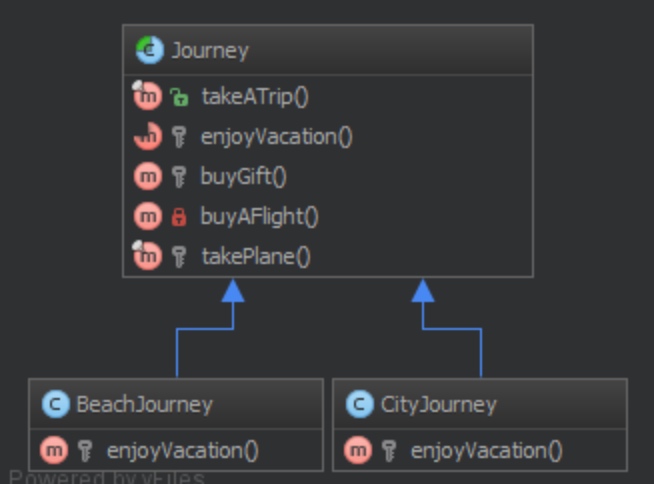 Journey
takeATrip()
enjoyVacation()
buyGift()
buyAFlight()
takePlane()
BeachJourney
CityJourney
enjoyVacation()
enjoyVacation()
Powered by yFiles